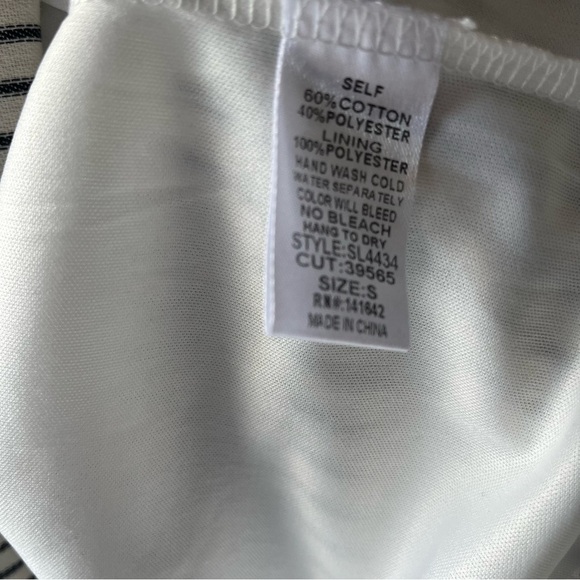 SELF
60%COTTON
40%POLYESTER
LINING
100%POLYESTER
HAND WASH COLD
WATER SEPARATELY
COLOR WILL BLEED
NO BLEACH
HANG TO DRY
STYLE:SL4434
CUT:39565
SIZE:S
RN#:141642
MADE IN CHINA